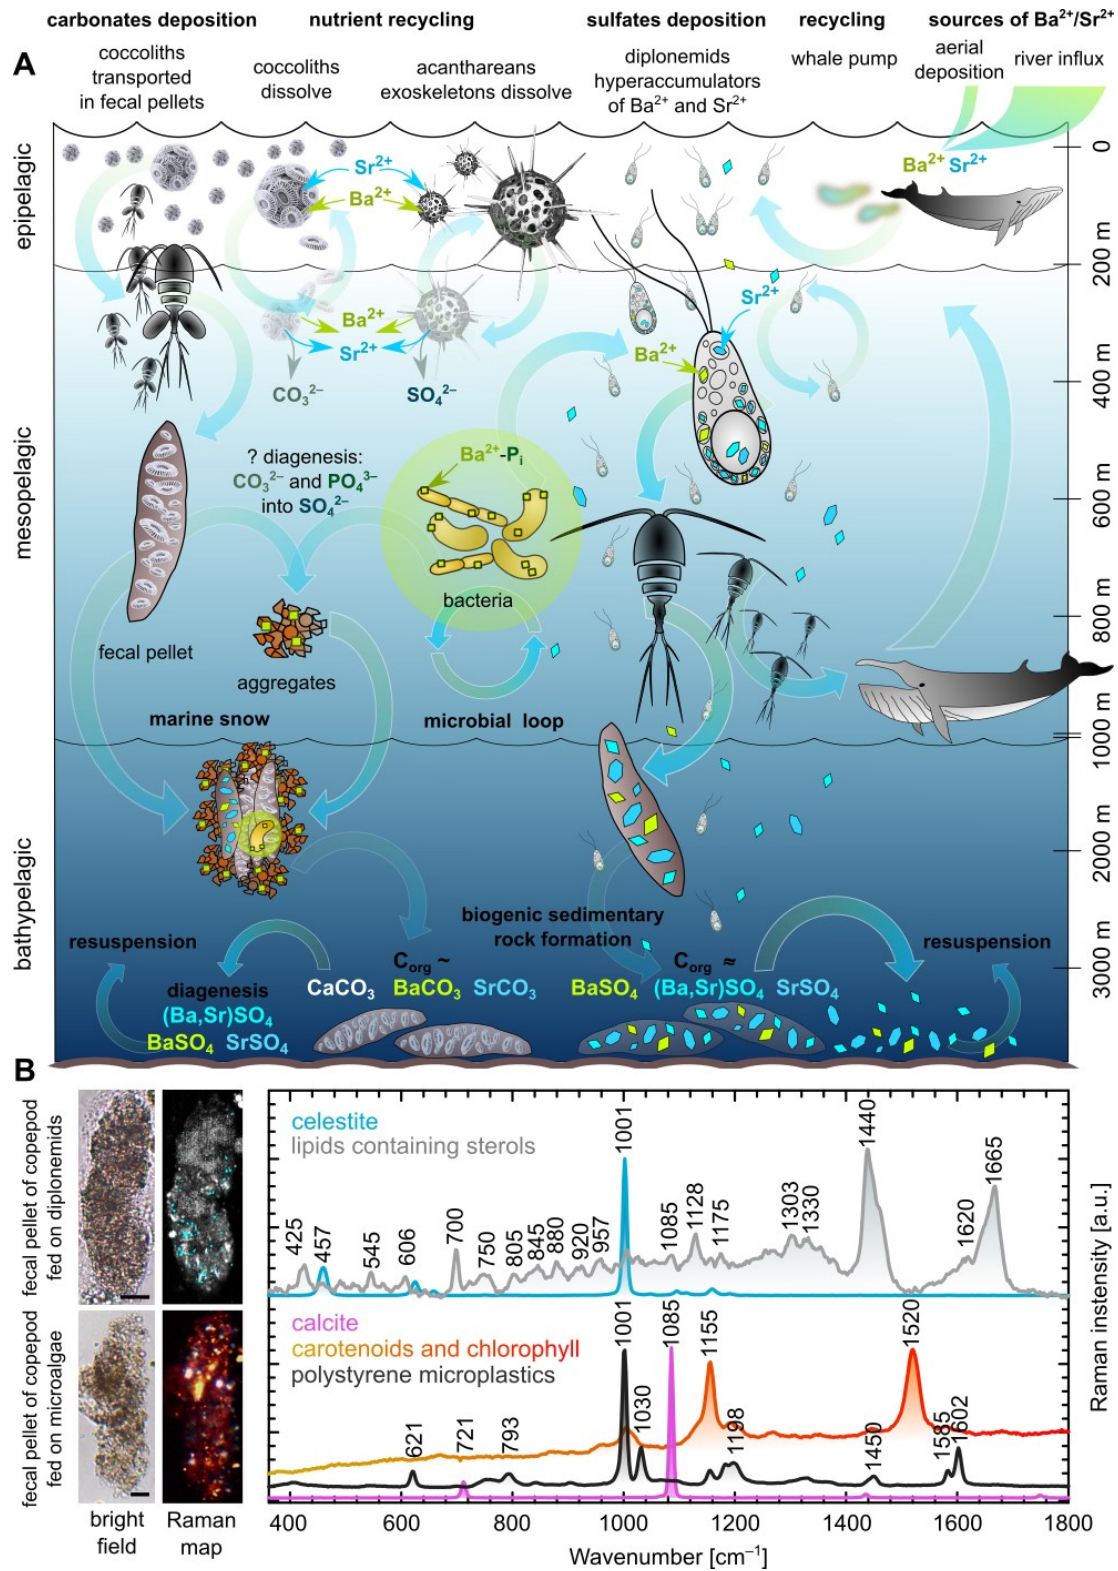 carbonates deposition
nutrient recycling
sulfates deposition
recycling
sources of Ba²⁺/Sr²⁺
A
coccoliths
transported
in fecal pellets
coccoliths
dissolve
acanthareans
exoskeletons dissolve
diplonemids
hyperaccumulators
of Ba²⁺ and Sr²⁺
whale pump
aerial
deposition
river influx
epipelagic
mesopelagic
bathypelagic
0
200 m
400 m
600 m
800 m
1000 m
2000 m
3000 m
Sr²⁺
Ba²⁺
Ba²⁺ Sr²⁺
Ba²⁺
Sr²⁺
CO₃²⁻
SO₄²⁻
Sr²⁺
Ba²⁺
? diagenesis:
CO₃²⁻ and PO₄³⁻
into SO₄²⁻
Ba²⁺-Pᵢ
bacteria
fecal pellet
aggregates
marine snow
microbial loop
biogenic sedimentary
rock formation
resuspension
resuspension
C_org ~
C_org ≈
CaCO₃ BaCO₃ SrCO₃
BaSO₄ (Ba,Sr)SO₄ SrSO₄
diagenesis
(Ba,Sr)SO₄
BaSO₄ SrSO₄
B
fecal pellet of copepod
fed on diplonemids
fecal pellet of copepod
fed on microalgae
bright
field
Raman
map
celestite
lipids containing sterols
425
457
545
606
700
750
805
845
880
920
957
1001
1085
1128
1175
1303
1330
1440
1620
1665
calcite
carotenoids and chlorophyll
polystyrene microplastics
621
721
793
1001
1030
1085
1155
1198
1450
1520
1585
1602
400 600 800 1000 1200 1400 1600 1800
Wavenumber [cm⁻¹]
Raman instensity [a.u.]